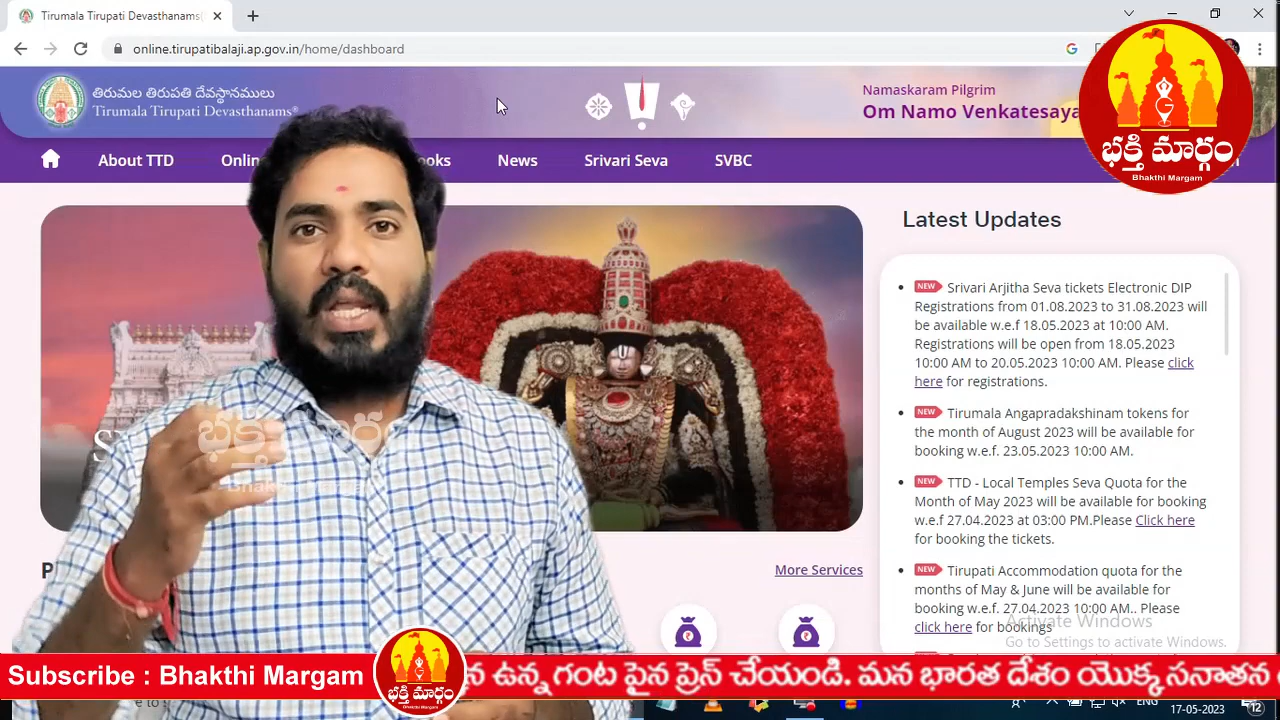 Tirumala Tirupati Devasthanams(
online.tirupatibalaji.ap.gov.in/home/dashboard
తిరుమల తిరుపతి దేవస్థానములు
Tirumala Tirupati Devasthanams®
Namaskaram Pilgrim
Om Namo Venkatesaya
భక్తి మార్గం
Bhakthi Margam
About TTD
News
Srivari Seva
SVBC
Latest Updates
NEW Srivari Arjitha Seva tickets Electronic DIP
Registrations from 01.08.2023 to 31.08.2023 will
be available w.e.f 18.05.2023 at 10:00 AM.
Registrations will be open from 18.05.2023
10:00 AM to 20.05.2023 10:00 AM. Please click
here for registrations.
NEW Tirumala Angapradakshinam tokens for
the month of August 2023 will be available for
booking w.e.f. 23.05.2023 10:00 AM.
NEW TTD - Local Temples Seva Quota for the
Month of May 2023 will be available for booking
w.e.f 27.04.2023 at 03:00 PM.Please Click here
for booking the tickets.
NEW Tirupati Accommodation quota for the
months of May & June will be available for
booking w.e.f. 27.04.2023 10:00 AM.. Please
click here for bookings
భక్తి మార్గం
Bhakthi Margam
More Services
Activate Windows
Go to Settings to activate Windows.
Subscribe : Bhakthi Margam
భక్తి మార్గం
Bhakthi Margam
న ఉన్న గంట పైన ప్రెస్ చేయండి. మన భారత దేశం యొక్క సనాతన
ENG
17-05-2023
12